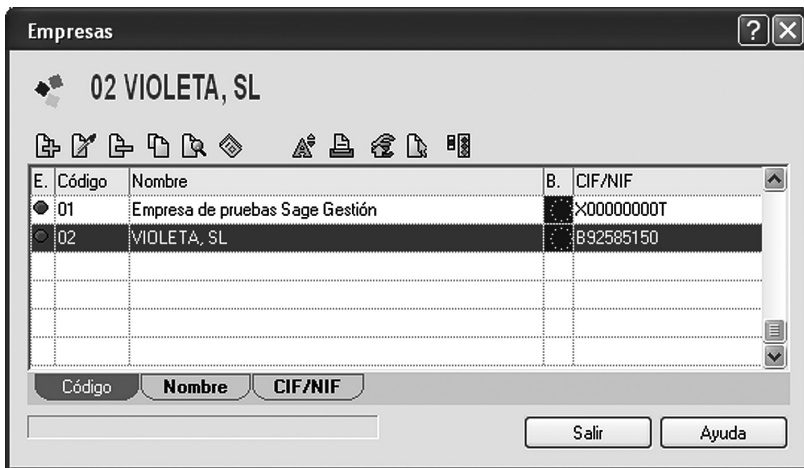 Empresas
02 VIOLETA, SL
E. Código Nombre B. CIF/NIF
01 Empresa de pruebas Sage Gestión X00000000T
02 VIOLETA, SL B92585150
Código Nombre CIF/NIF
Salir Ayuda